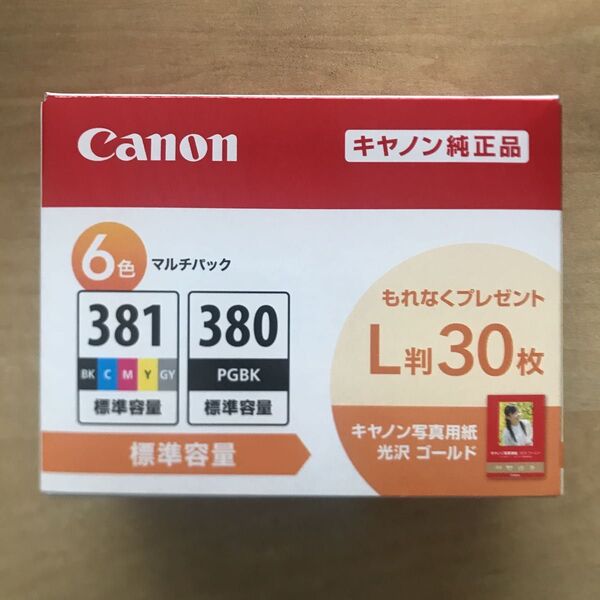 Canon
キヤノン純正品
6色 マルチパック
381
BK C M Y GY
標準容量
380
PGBK
標準容量
標準容量
もれなくプレゼント
L判30枚
キヤノン写真用紙
光沢 ゴールド